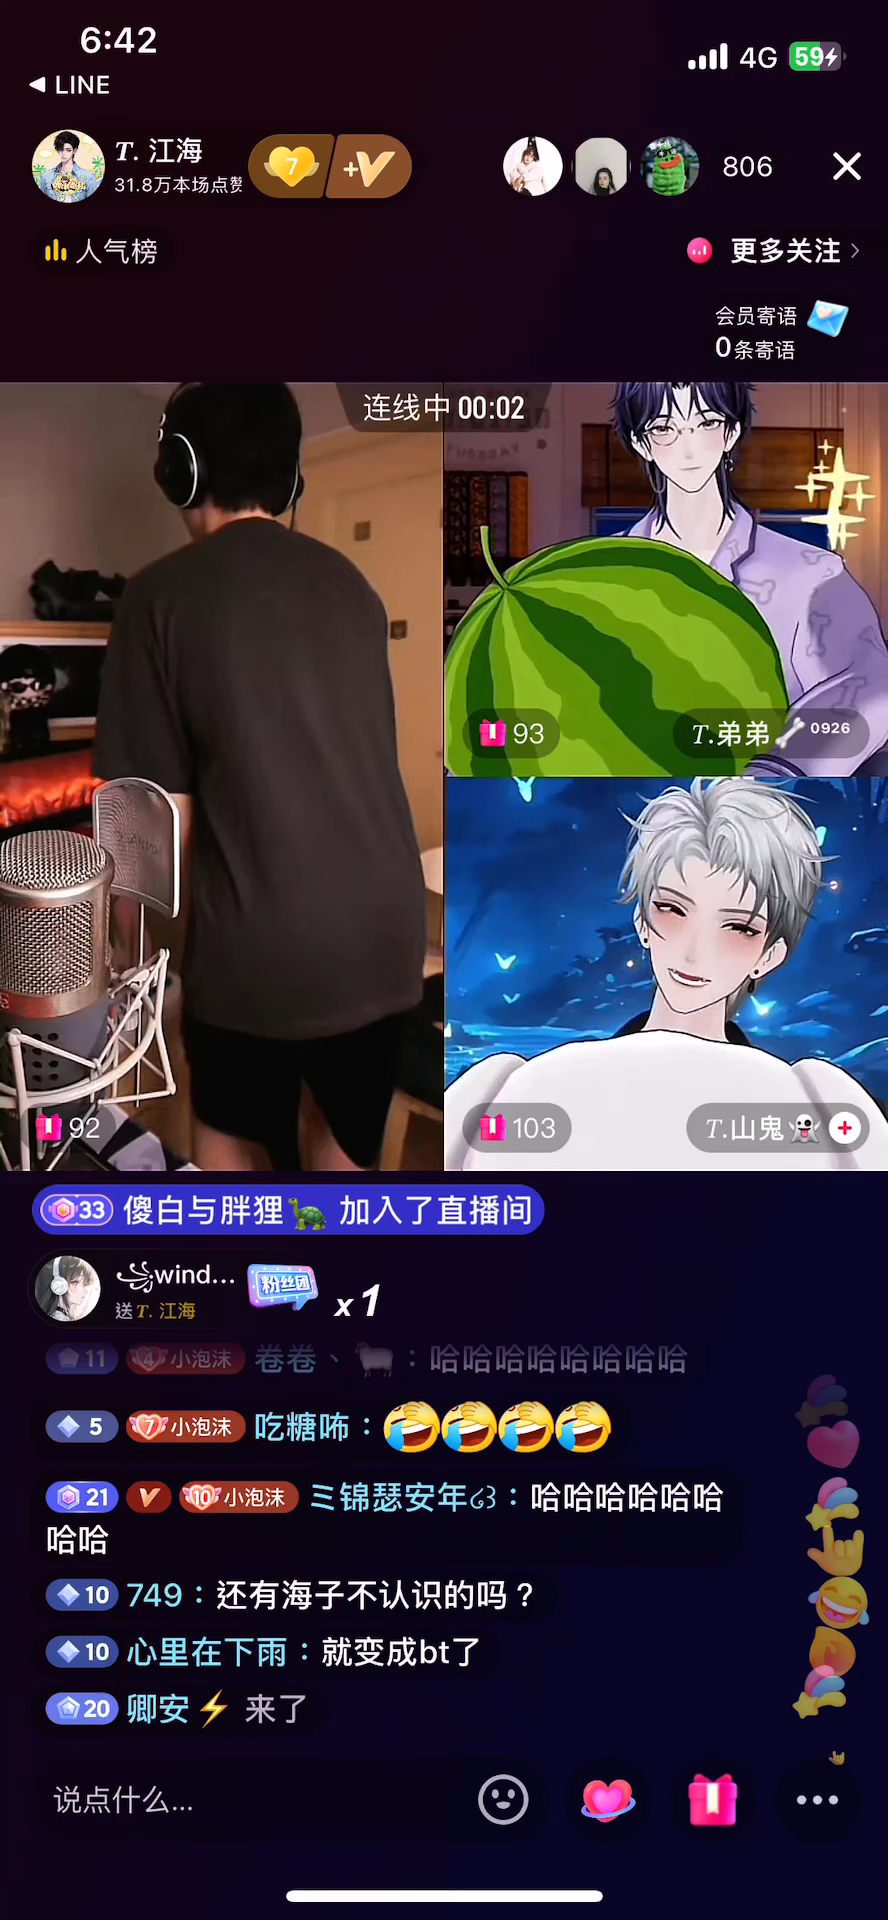 6:42
4G 59
◀ LINE
T. 江海
31.8万本场点赞
7
+V
806
人气榜
更多关注
会员寄语
0条寄语
连线中 00:02
93
T.弟弟 0926
92
103
T.山鬼👻
33 傻白与胖狸🐢 加入了直播间
wind...
送 T. 江海
粉丝团
x 1
11 4 小泡沫 卷卷、🐑：哈哈哈哈哈哈哈哈
5 7 小泡沫 吃糖咘：🤣🤣🤣🤣
21 V 10 小泡沫 ミ锦瑟安年໒꒱：哈哈哈哈哈哈
哈哈
10 749：还有海子不认识的吗？
10 心里在下雨：就变成bt了
20 卿安⚡ 来了
说点什么...